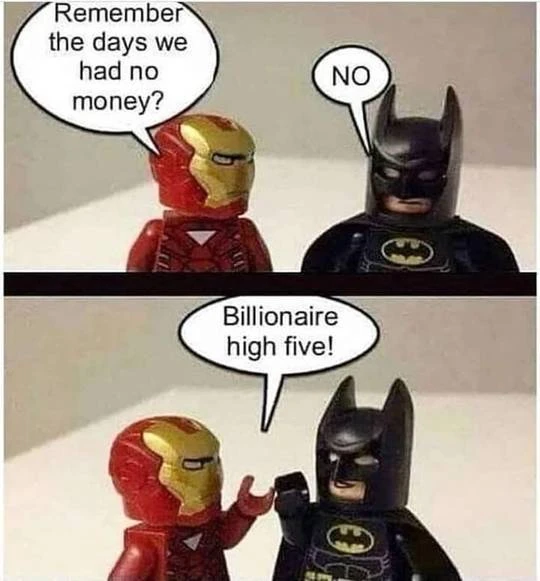 Remember
the days we
had no
money?
NO
Billionaire
high five!